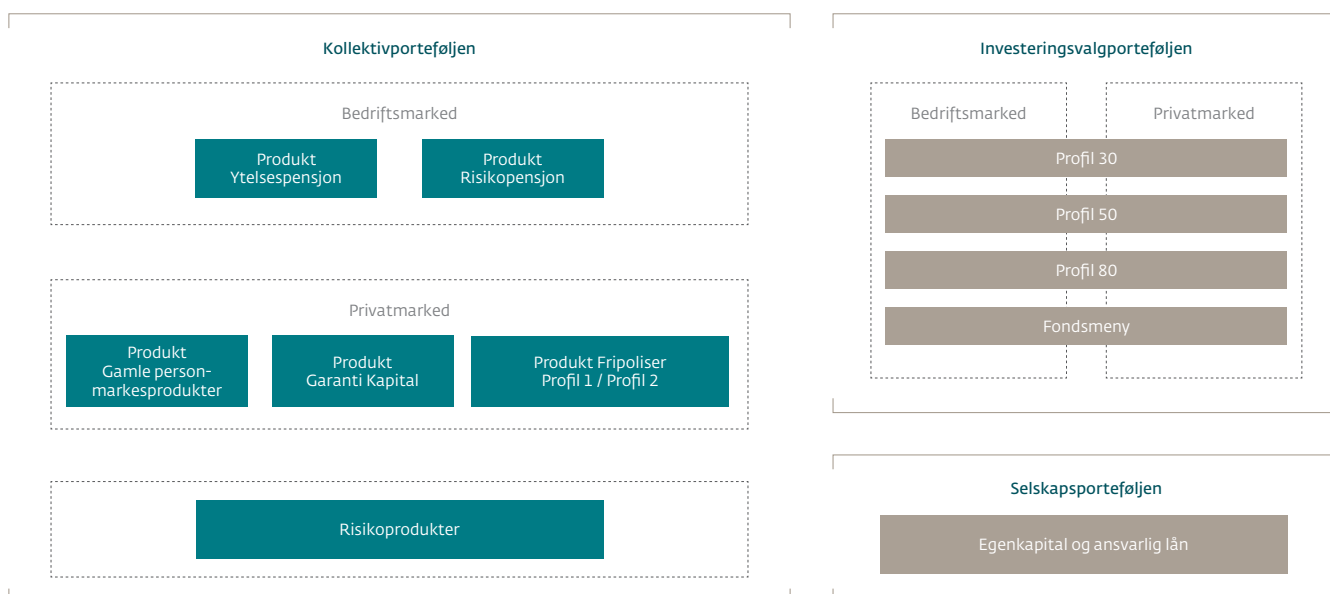 Kollektivporteføljen
Bedriftsmarked
Produkt
Ytelsespensjon
Produkt
Risikopensjon
Privatmarked
Produkt
Gamle person-
markesprodukter
Produkt
Garanti Kapital
Produkt Fripoliser
Profil 1 / Profil 2
Risikoprodukter
Investeringsvalgporteføljen
Bedriftsmarked
Privatmarked
Profil 30
Profil 50
Profil 80
Fondsmeny
Selskapsporteføljen
Egenkapital og ansvarlig lån